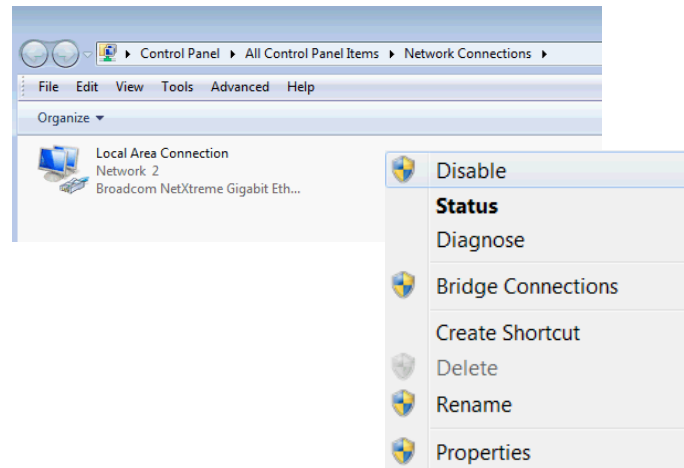 Control Panel ▸ All Control Panel Items ▸ Network Connections ▸
File Edit View Tools Advanced Help
Organize ▾
Local Area Connection
Network 2
Broadcom NetXtreme Gigabit Eth...
Disable
Status
Diagnose
Bridge Connections
Create Shortcut
Delete
Rename
Properties